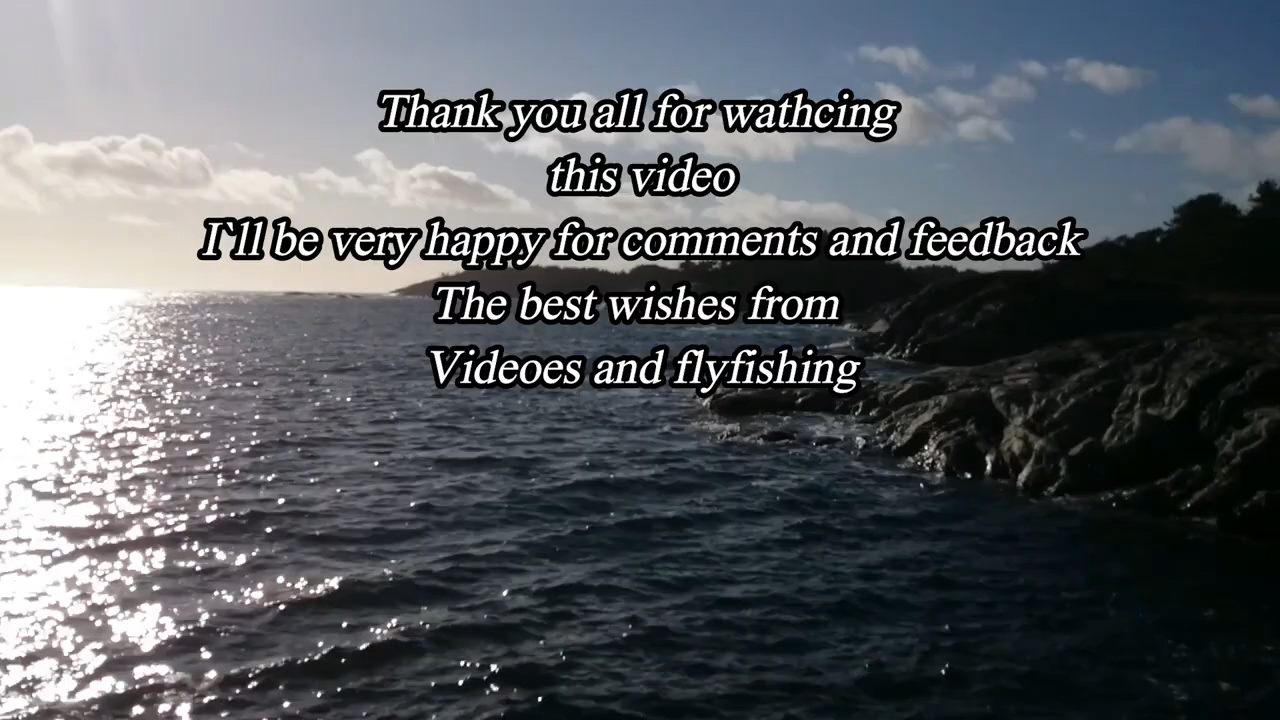 Thank you all for wathcing
this video
I`ll be very happy for comments and feedback
The best wishes from
Videoes and flyfishing